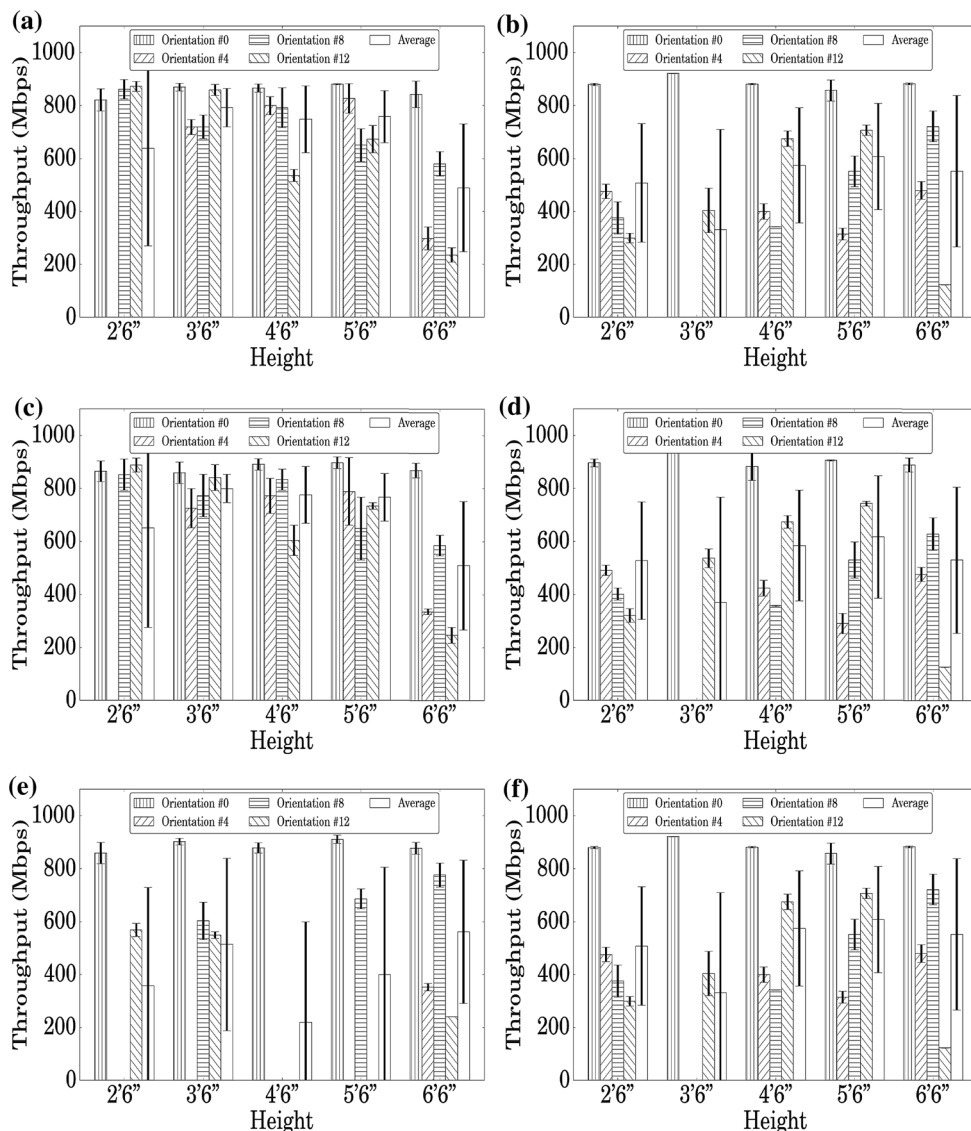 (a)
Throughput (Mbps)
1000
800
600
400
200
0
Orientation #0
Orientation #8
Average
Orientation #4
Orientation #12
2'6” 3'6” 4'6” 5'6” 6'6”
Height
(b)
Throughput (Mbps)
1000
800
600
400
200
0
Orientation #0
Orientation #8
Average
Orientation #4
Orientation #12
2'6” 3'6” 4'6” 5'6” 6'6”
Height
(c)
Throughput (Mbps)
1000
800
600
400
200
0
Orientation #0
Orientation #8
Average
Orientation #4
Orientation #12
2'6” 3'6” 4'6” 5'6” 6'6”
Height
(d)
Throughput (Mbps)
1000
800
600
400
200
0
Orientation #0
Orientation #8
Average
Orientation #4
Orientation #12
2'6” 3'6” 4'6” 5'6” 6'6”
Height
(e)
Throughput (Mbps)
1000
800
600
400
200
0
Orientation #0
Orientation #8
Average
Orientation #4
Orientation #12
2'6” 3'6” 4'6” 5'6” 6'6”
Height
(f)
Throughput (Mbps)
1000
800
600
400
200
0
Orientation #0
Orientation #8
Average
Orientation #4
Orientation #12
2'6” 3'6” 4'6” 5'6” 6'6”
Height